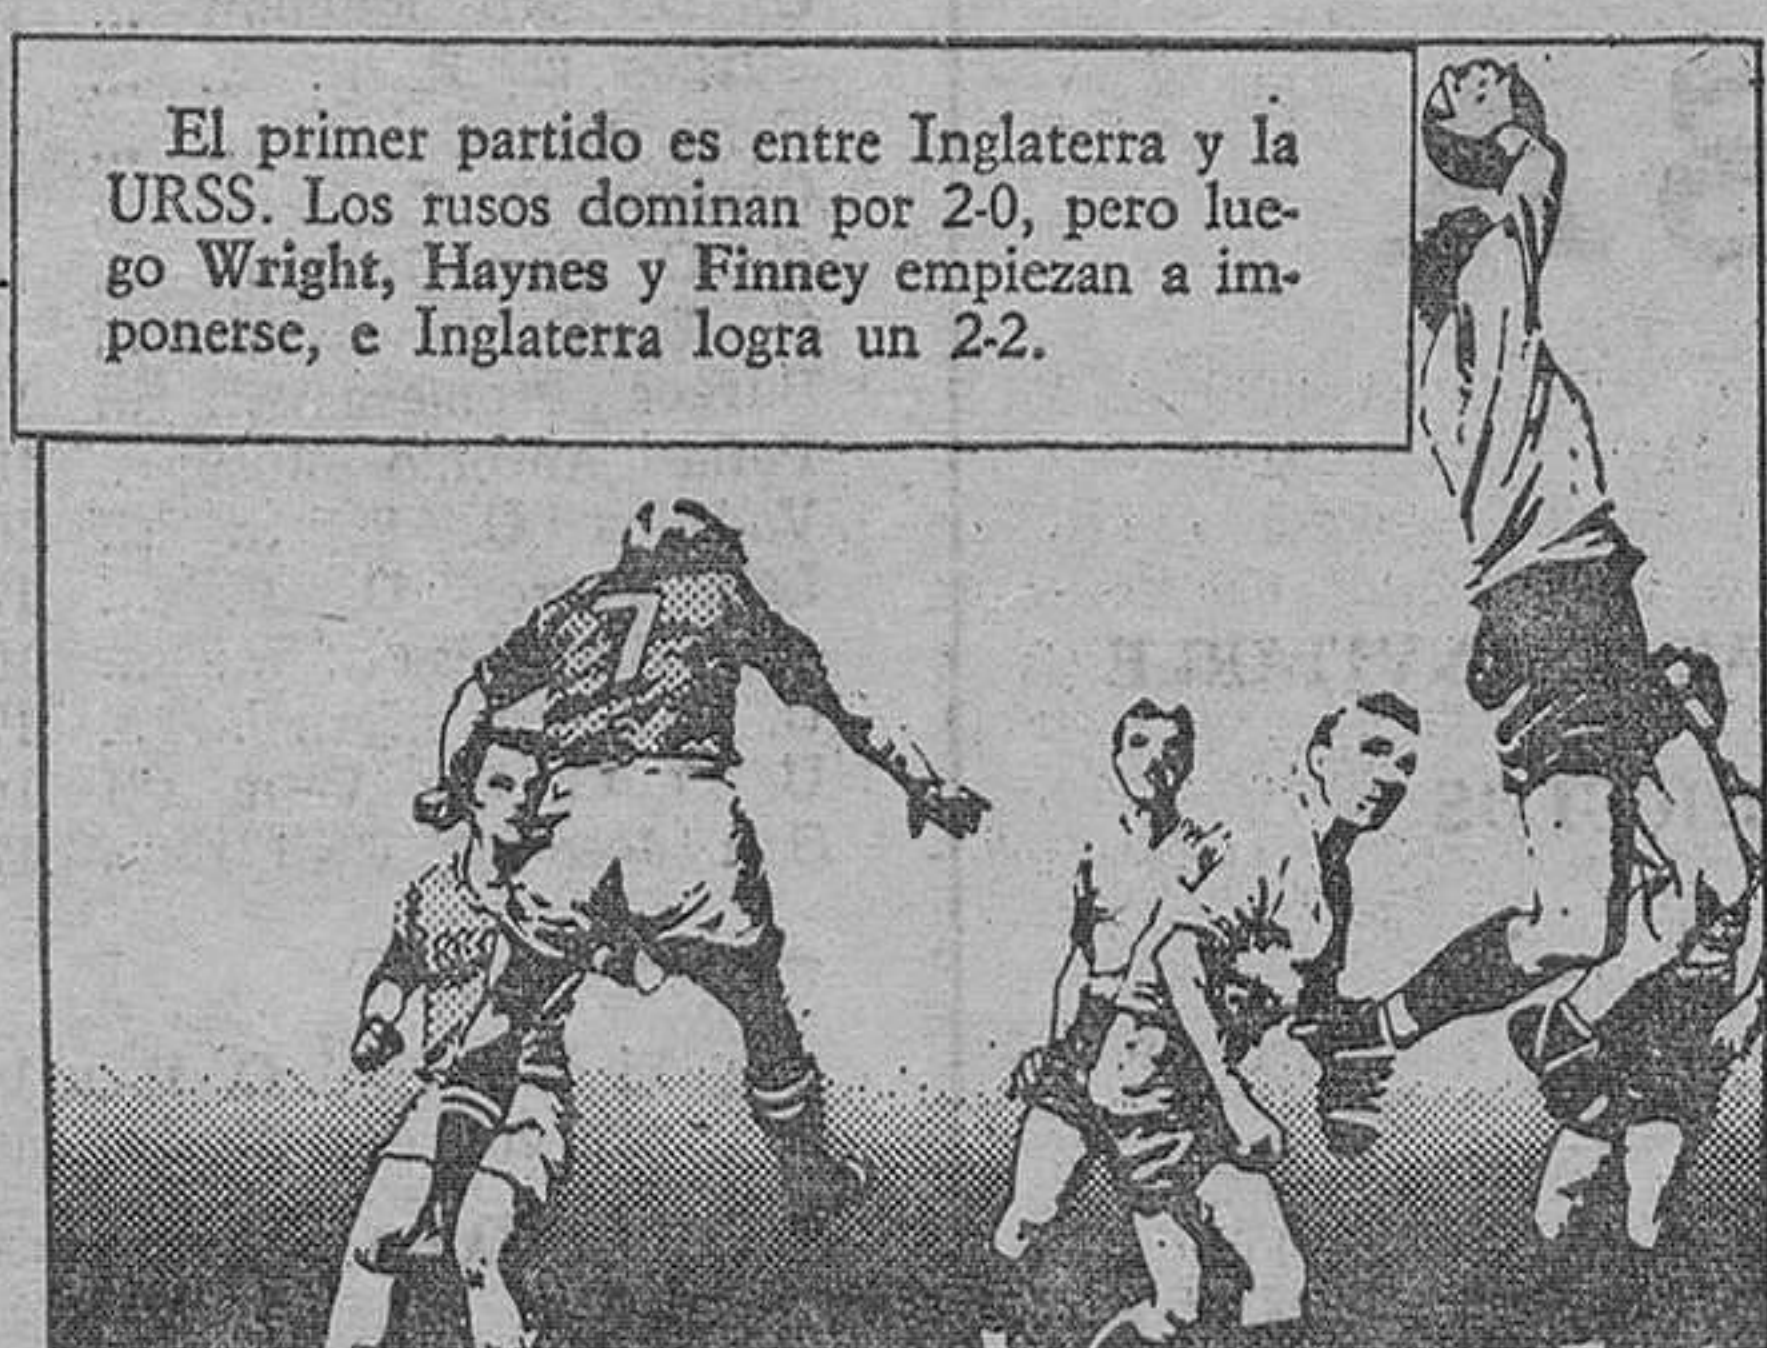 El primer partido es entre Inglaterra y la
URSS. Los rusos dominan por 2-0, pero lue-
go Wright, Haynes y Finney empiezan a im-
ponerse, e Inglaterra logra un 2-2.
7